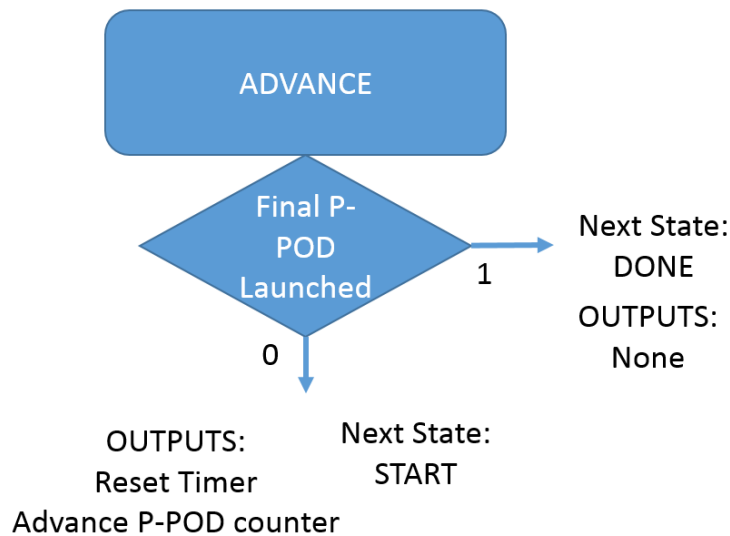 ADVANCE
Final P-
POD
Launched
1
Next State:
DONE
OUTPUTS:
None
0
OUTPUTS:
Reset Timer
Advance P-POD counter
Next State:
START